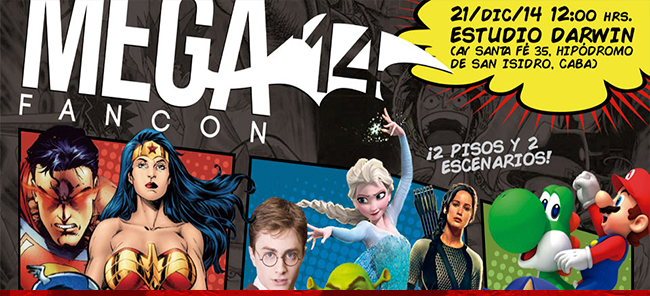 MEGA 14
FANCON
21/DIC/14 12:00 HRS.
ESTUDIO DARWIN
(AV SANTA FÉ 35, HIPÓDROMO
DE SAN ISIDRO, CABA)
¡2 PISOS Y 2
ESCENARIOS!